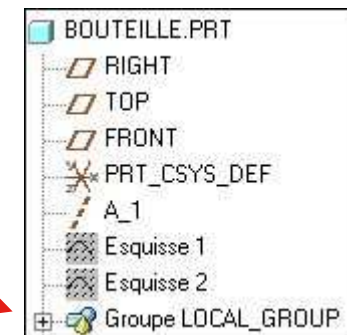 BOUTEILLE.PRT
RIGHT
TOP
FRONT
PRT_CSYS_DEF
A_1
Esquisse 1
Esquisse 2
Groupe LOCAL_GROUP